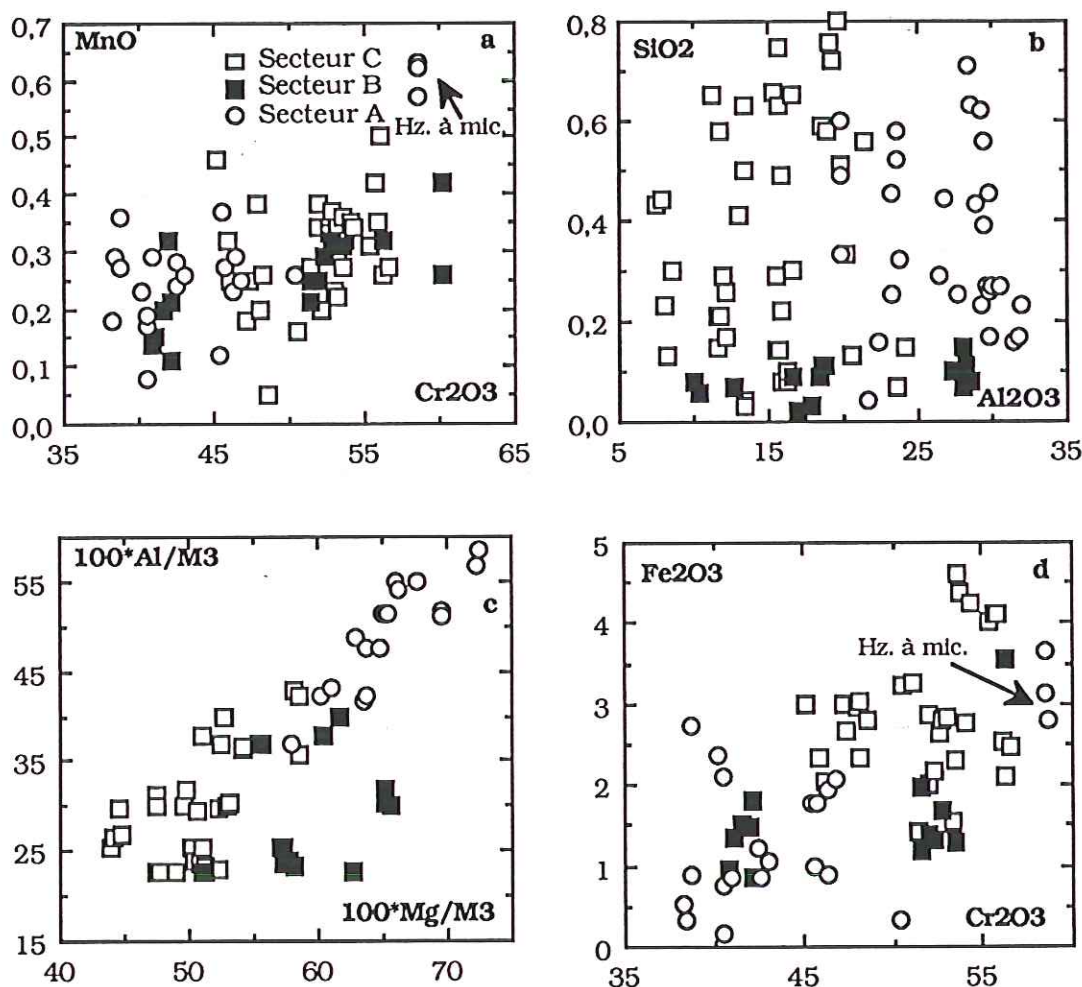 MnO
a
Secteur C
Secteur B
Secteur A
Hz. à mic.
Cr2O3
0,7
0,6
0,5
0,4
0,3
0,2
0,1
0,0
35 45 55 65
SiO2
b
Al2O3
0,8
0,6
0,4
0,2
0,0
5 15 25 35
100*Al/M3
c
100*Mg/M3
55
45
35
25
15
40 50 60 70
Fe2O3
d
Hz. à mic.
Cr2O3
5
4
3
2
1
0
35 45 55